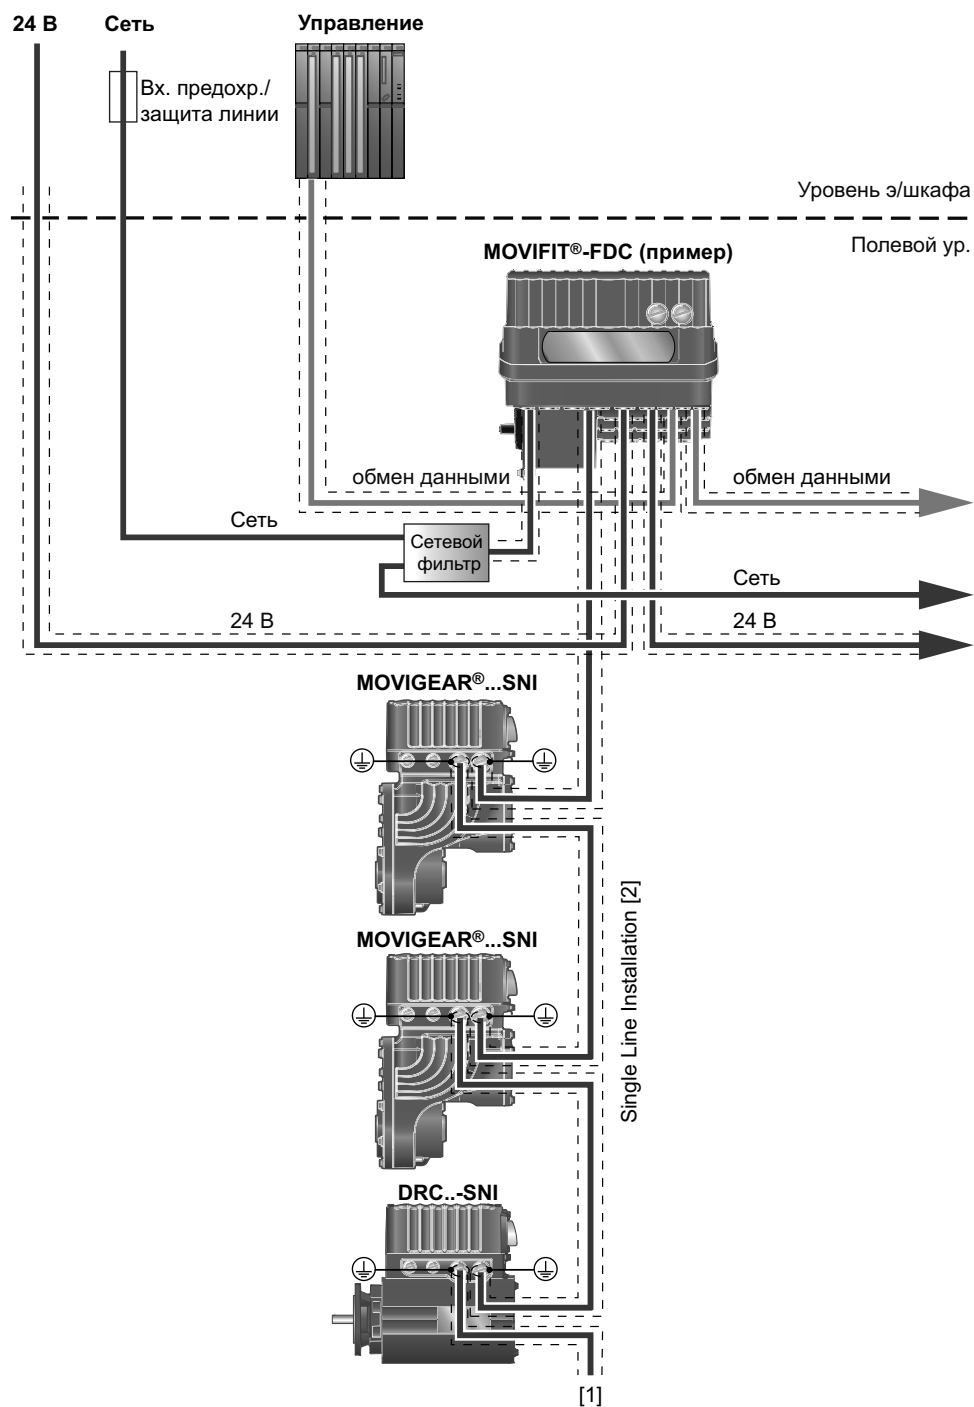 24 В
Сеть
Управление
Вх. предохр./
защита линии
Уровень э/шкафа
Полевой ур.
MOVIFIT®-FDC (пример)
обмен данными
обмен данными
Сеть
Сетевой
фильтр
Сеть
24 В
24 В
MOVIGEAR®...SNI
Single Line Installation [2]
MOVIGEAR®...SNI
DRC..-SNI
[1]